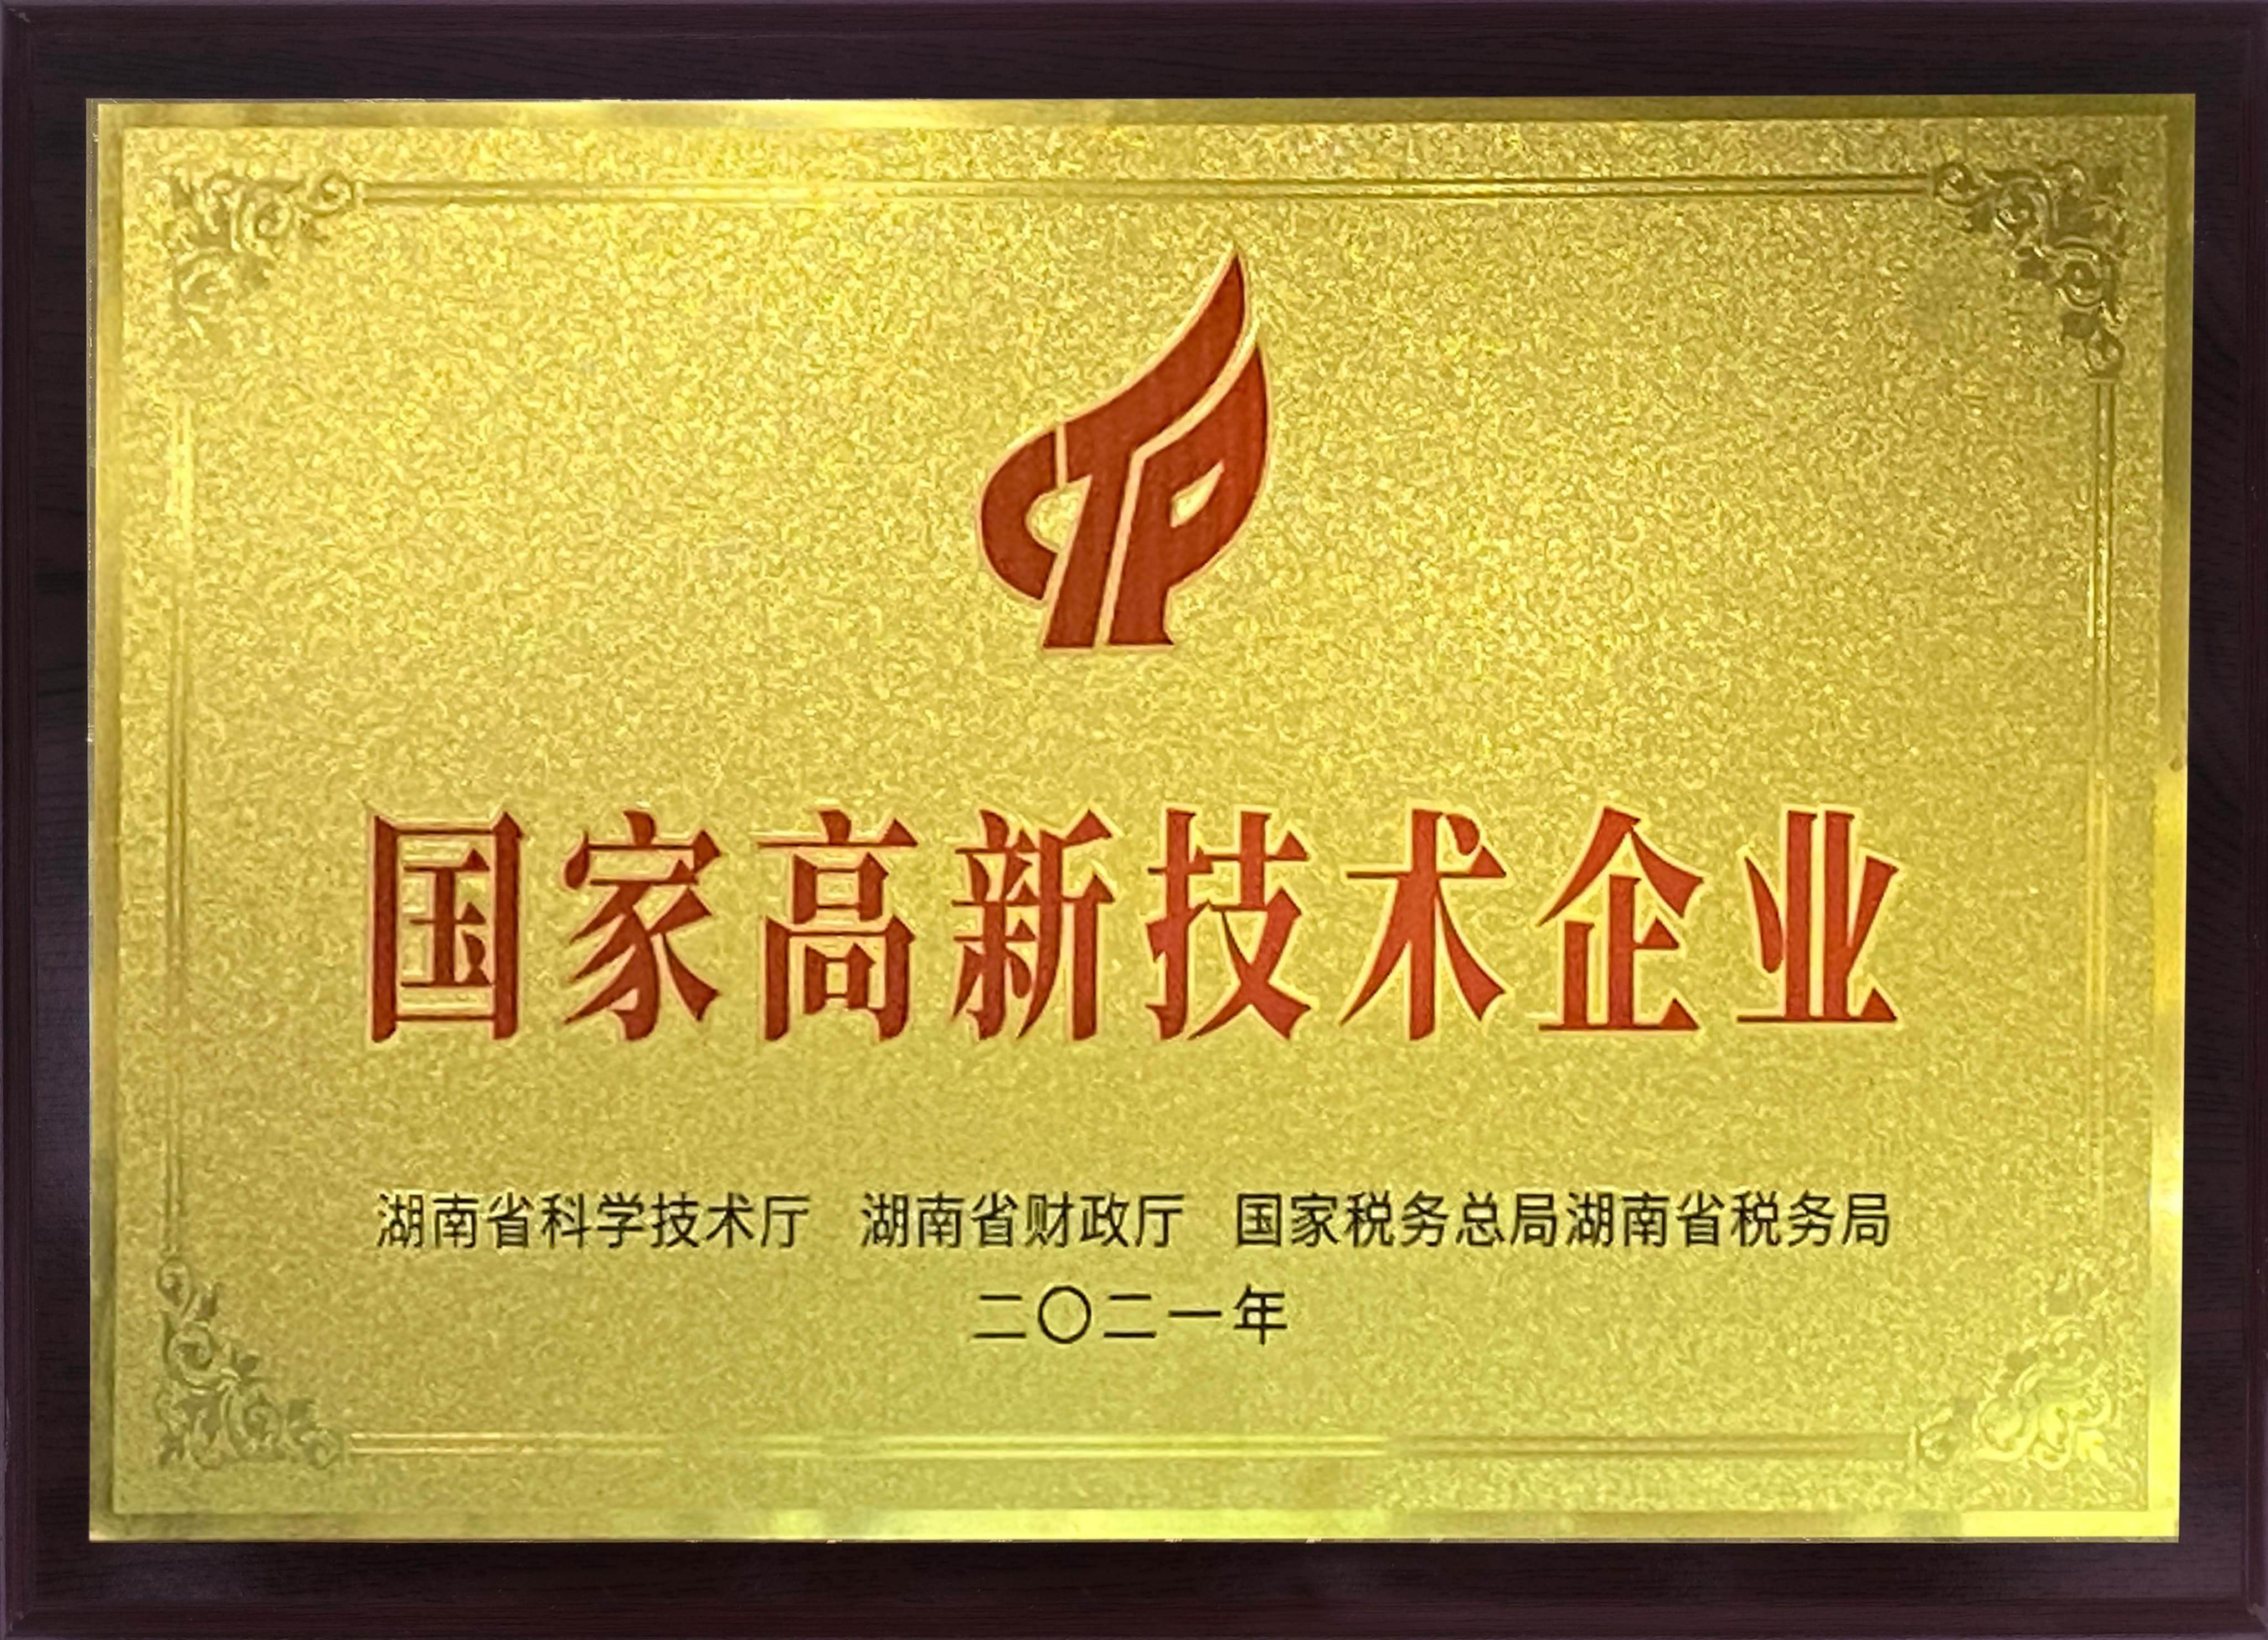 CTP
国家高新技术企业
湖南省科学技术厅 湖南省财政厅 国家税务总局湖南省税务局
二〇二一年